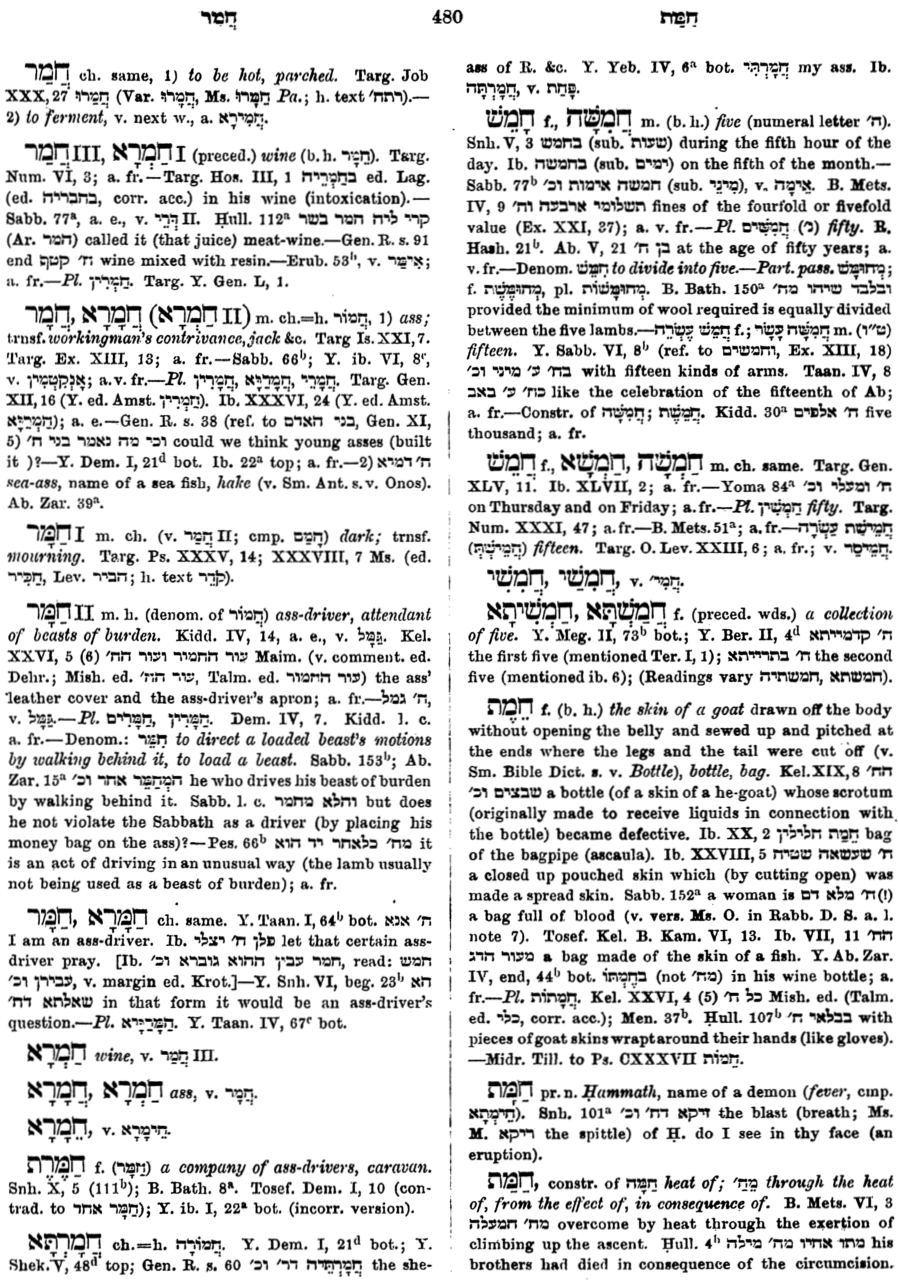 חֲמַר 480 חַמַּת
חֲמַר ch. same, 1) to be hot, parched. Targ. Job
XXX, 27 חֲמַרוּ (Var. חֲמָרוּ, Ms. חַמָּרוּ Pa.; h. text רתח׳).—
2) to ferment, v. next w., a. חֲמִירָא.
חֲמַר III, חַמְרָא I (preced.) wine (b. h. חֶמֶר). Targ.
Num. VI, 3; a. fr.—Targ. Hos. III, 1 בחַמְרֵיה ed. Lag.
(ed. בחבריה, corr. acc.) in his wine (intoxication).—
Sabb. 77ᵃ, a. e., v. דְּרֵי II. Ḥull. 112ᵃ קרי ליה חמר בשר
(Ar. חמר) called it (that juice) meat-wine.—Gen. R. s. 91
end ח׳ קטף wine mixed with resin.—Erub. 53ᵇ, v. אִימַּר;
a. fr.—Pl. חַמְרִין. Targ. Y. Gen. L, 1.
חֲמָר, חֲמָרָא (חַמְרָא II) m. ch.=h. חֲמוֹר, 1) ass;
trnsf. workingman's contrivance, jack &c. Targ Is. XXI, 7.
Targ. Ex. XIII, 13; a. fr.—Sabb. 66ᵇ; Y. ib. VI, 8ᶜ,
v. אֲנְקְטְמִין; a. v. fr.—Pl. חֲמָרֵי, חֲמָרַיָּא, חֲמָרִין. Targ. Gen.
XII, 16 (Y. ed. Amst. חַמְרִין). Ib. XXXVI, 24 (Y. ed. Amst.
חַמְרַיָּא); a. e.—Gen. R. s. 38 (ref. to בני האדם, Gen. XI,
5) וכי מה נאמר בני ח׳ could we think young asses (built
it )?—Y. Dem. I, 21ᵈ bot. Ib. 22ᵃ top; a. fr.—2) ח׳ דמיא
sea-ass, name of a sea fish, hake (v. Sm. Ant. s. v. Onos).
Ab. Zar. 39ᵃ.
חַמָּר I m. ch. (v. חֲמַר II; cmp. חָמַם) dark; trnsf.
mourning. Targ. Ps. XXXV, 14; XXXVIII, 7 Ms. (ed.
חֲכִּיר, Lev. חביר; h. text קֹדֵר).
חַמָּר II m. h. (denom. of חֲמוֹר) ass-driver, attendant
of beasts of burden. Kidd. IV, 14, a. e., v. גַּמָּל. Kel.
XXVI, 5 (6) עור החמור ועור חח׳ Maim. (v. comment. ed.
Dehr.; Mish. ed. עיר חח׳, Talm. ed. עור החמור) the ass'
leather cover and the ass-driver's apron; a. fr.—ח׳ גמל,
v. גַּמָּל.—Pl. חַמָּרִים, חַמָּרִין. Dem. IV, 7. Kidd. l. c.
a. fr.—Denom.: חִמֵּר to direct a loaded beast's motions
by walking behind it, to load a beast. Sabb. 153ᵇ; Ab.
Zar. 15ᵃ הַמְחַמֵּר אחר וכ׳ he who drives his beast of burden
by walking behind it. Sabb. l. c. והלא מחמר but does
he not violate the Sabbath as a driver (by placing his
money bag on the ass)?—Pes. 66ᵇ מח׳ כלאחר יד הוא it
is an act of driving in an unusual way (the lamb usually
not being used as a beast of burden); a. fr.
חַמָּר, חַמָּרָא ch. same. Y. Taan. I, 64ᵇ bot. ח׳ אנא
I am an ass-driver. Ib. פלן ח׳ יצלי let that certain ass-
driver pray. [Ib. חמר עבין ההוא גוברא וכ׳, read: חמש
עבירן וכ׳, v. margin ed. Krot.]—Y. Snh. VI, beg. 23ᵇ הא
שאלתא דח׳ in that form it would be an ass-driver's
question.—Pl. חַמָּרַיָּיא. Y. Taan. IV, 67ᶜ bot.
חַמְרָא wine, v. חֲמַר III.
חַמְרָא, חֲמָרָא ass, v. חֲמָר.
חֵמָרָא, v. חֵימָרָא.
חַמֶּרֶת f. (חַמָּר) a company of ass-drivers, caravan.
Snh. X, 5 (111ᵇ); B. Bath. 8ᵃ. Tosef. Dem. I, 10 (con-
trad. to חַמָּר אחד); Y. ib. I, 22ᵃ bot. (incorr. version).
חֲמָרְתָּא ch.=h. חֲמוֹרָה. Y. Dem. I, 21ᵈ bot.; Y.
Shek. V, 48ᵈ top; Gen. R. s. 60 חֲמָרְתֵּיה דר׳ וכ׳ the she-
ass of R. &c. Y. Yeb. IV, 6ᵃ bot. חֲמָרְתִּי my ass. Ib.
חֲמָרְתָּה, v. פָּחַת.
חָמֵשׁ f., חֲמִשָּׁה m. (b. h.) five (numeral letter ה׳).
Snh. V, 3 בחמש (sub. שעות) during the fifth hour of the
day. Ib. בחמשה (sub. ימים) on the fifth of the month.—
Sabb. 77ᵇ חמשה אימות וכ׳ (sub. מִינֵי), v. אֵימָה. B. Mets.
IV, 9 תשלומי ארבעה וח׳ fines of the fourfold or fivefold
value (Ex. XXI, 37); a. v. fr.—Pl. חֲמִשִּׁים (נ׳) fifty. R.
Hash. 21ᵇ. Ab. V, 21 בן ח׳ at the age of fifty years; a.
v. fr.—Denom. חִמֵּשׁ to divide into five.—Part. pass. מְחוּמָּשׁ;
f. מְחוּמֶּשֶׁת, pl. מְחוּמָּשׁוֹת. B. Bath. 150ᵃ ובלבד שיהו מח׳
provided the minimum of wool required is equally divided
between the five lambs.—חֲמֵשׁ עֶשְׂרֵה f.; חֲמִשָּׁה עָשָׂר m. (ט״ו)
fifteen. Y. Sabb. VI, 8ᵇ (ref. to וחמשים, Ex. XIII, 18)
בח׳ ע׳ מיני וכ׳ with fifteen kinds of arms. Taan. IV, 8
כח׳ ע׳ באב like the celebration of the fifteenth of Ab;
a. fr.—Constr. of חֲמִשָּׁה; חֲמֵשֶׁת. Kidd. 30ᵃ ח׳ אלפים five
thousand; a. fr.
חֲמֵשׁ f., חַמְשָׁא, חַמְשָׁה m. ch. same. Targ. Gen.
XLV, 11. Ib. XLVII, 2; a. fr.—Yoma 84ᵃ ח׳ ומעלי וכ׳
on Thursday and on Friday; a. fr.—Pl. חַמְשִׁין fifty. Targ.
Num. XXXI, 47; a. fr.—B. Mets. 51ᵃ; a. fr.—חֲמֵישַׁת עֲשָׂרָה
(חֲמֵישְׁתְּ) fifteen. Targ. O. Lev. XXIII, 6; a. fr.; v. חֲמֵיסַר.
חֲמִשִׁי, חֲמִשַׁי, v. חֲמִי׳.
חֲמִשְׁתָּא, חֲמִשִׁיתָא f. (preced. wds.) a collection
of five. Y. Meg. II, 73ᵇ bot.; Y. Ber. II, 4ᵈ ח׳ קדמייתא
the first five (mentioned Ter. I, 1); ח׳ בתרייתא the second
five (mentioned ib. 6); (Readings vary חמשתא, חמשתיה).
חֵמֶת f. (b. h.) the skin of a goat drawn off the body
without opening the belly and sewed up and pitched at
the ends where the legs and the tail were cut off (v.
Sm. Bible Dict. s. v. Bottle), bottle, bag. Kel. XIX, 8 חח׳
שבצים וכ׳ a bottle (of a skin of a he-goat) whose scrotum
(originally made to receive liquids in connection with
the bottle) became defective. Ib. XX, 2 חֵמֶת חלילין bag
of the bagpipe (ascaula). Ib. XXVIII, 5 ח׳ שעשאה שטיח
a closed up pouched skin which (by cutting open) was
made a spread skin. Sabb. 152ᵃ a woman is ח׳ מלא דם (!)
a bag full of blood (v. vers. Ms. O. in Rabb. D. S. a. l.
note 7). Tosef. Kel. B. Kam. VI, 13. Ib. VII, 11 חח׳
מעור הדג a bag made of the skin of a fish. Y. Ab. Zar.
IV, end, 44ᵇ bot. בחֲמְתּוֹ (not מח׳) in his wine bottle; a.
fr.—Pl. חֲמָתוֹת. Kel. XXVI, 4 (5) כל ח׳ Mish. ed. (Talm.
ed. כלי, corr. acc.); Men. 37ᵇ. Ḥull. 107ᵇ בבלאי ח׳ with
pieces of goat skins wrapt around their hands (like gloves).
—Midr. Till. to Ps. CXXXVII חֵמוֹת.
חַמָּת pr. n. Ḥammath, name of a demon (fever, cmp.
חֵימְתָא). Snh. 101ᵃ זיקא דח׳ וכ׳ the blast (breath; Ms.
M. רִיקא the spittle) of Ḥ. do I see in thy face (an
eruption).
חַמַּת, constr. of חַמָּה heat of; מֵח׳ through the heat
of, from the effect of, in consequence of. B. Mets. VI, 3
מח׳ המעלה overcome by heat through the exertion of
climbing up the ascent. Ḥull. 4ᵇ מתו אחיו מח׳ מילה his
brothers had died in consequence of the circumcision.